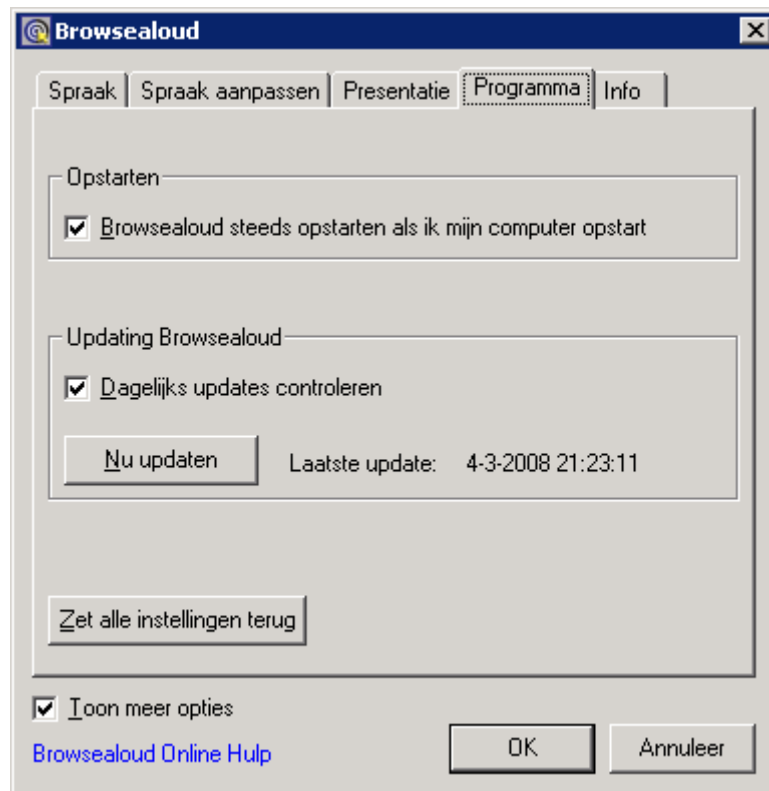 Browsealoud
Spraak Spraak aanpassen Presentatie Programma Info
Opstarten
Browsealoud steeds opstarten als ik mijn computer opstart
Updating Browsealoud
Dagelijks updates controleren
Nu updaten Laatste update: 4-3-2008 21:23:11
Zet alle instellingen terug
Toon meer opties
Browsealoud Online Hulp
OK Annuleer